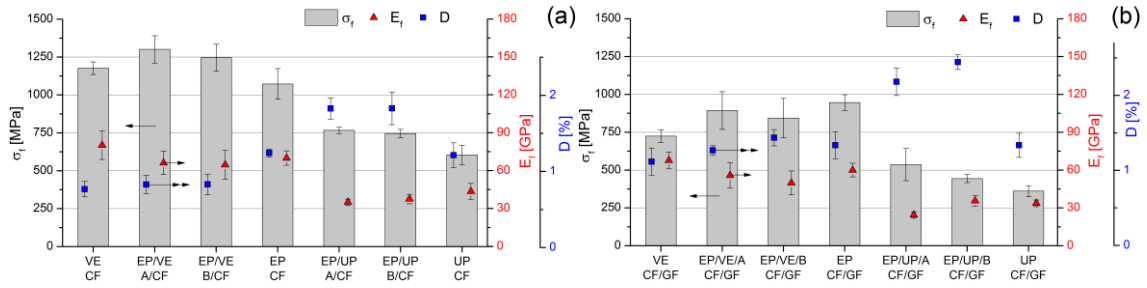 σf Ef D (a)
1500 180
1250 150
1000 120 2
750 90
500 60 1
250 30
0 0 0
σf [MPa]
Ef [GPa]
D [%]
VE EP/VE EP/VE EP EP/UP EP/UP UP
CF A/CF B/CF CF A/CF B/CF CF
σf Ef D (b)
1500 180
1250 150
1000 120 2
750 90
500 60 1
250 30
0 0 0
σf [MPa]
Ef [GPa]
D [%]
VE EP/VE/A EP/VE/B EP EP/UP/A EP/UP/B UP
CF/GF CF/GF CF/GF CF/GF CF/GF CF/GF CF/GF